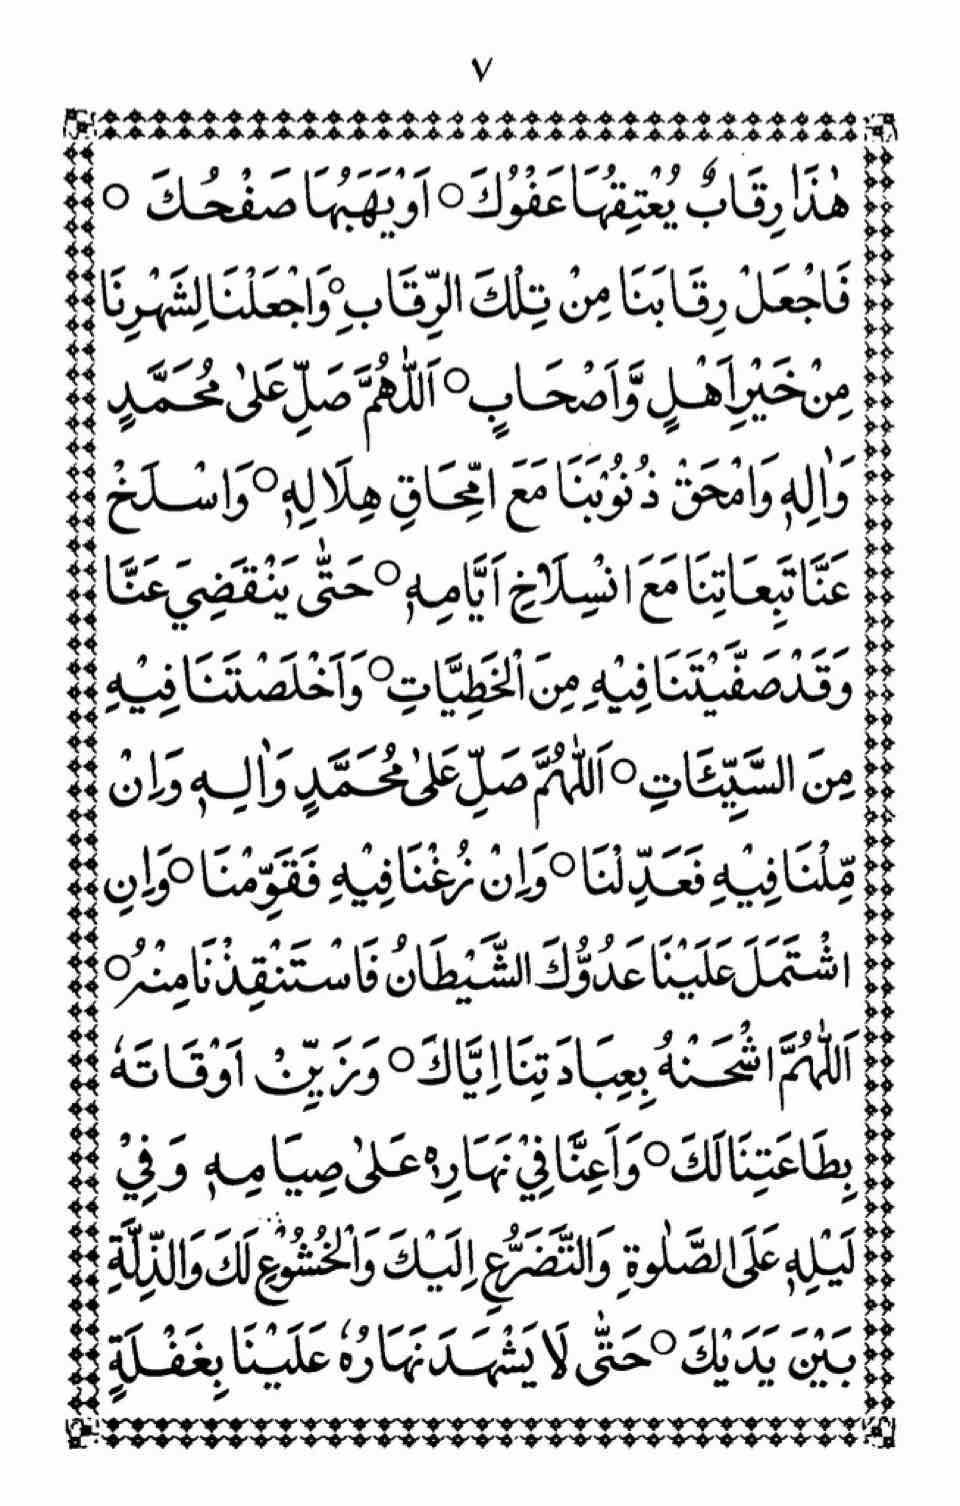 ٧
هٰذَا رِقَابٌ يُعْتِقُهَا عَفْوُكَ ○ اَوْ يَهَبُهَا صَفْحُكَ ○
فَاجْعَلْ رِقَابَنَا مِنْ تِلْكَ الرِّقَابِ ○ وَاجْعَلْنَا لِشَهْرِنَا
مِنْ خَيْرِ اَهْلٍ وَّاَصْحَابٍ ○ اَللّٰهُمَّ صَلِّ عَلٰى مُحَمَّدٍ
وَاٰلِهٖ وَامْحَقْ ذُنُوْبَنَا مَعَ امِّحَاقِ هِلَالِهٖ ○ وَاسْلَخْ
عَنَّا تَبِعَاتِنَا مَعَ انْسِلَاخِ اَيَّامِهٖ ○ حَتّٰى يَنْقَضِيَ عَنَّا
وَقَدْ صَفَّيْتَنَا فِيْهِ مِنَ الْخَطِيَّاتِ ○ وَاَخْلَصْتَنَا فِيْهِ
مِنَ السَّيِّئَاتِ ○ اَللّٰهُمَّ صَلِّ عَلٰى مُحَمَّدٍ وَاٰلِهٖ وَاِنْ
مِّلْنَا فِيْهِ فَعَدِّلْنَا ○ وَاِنْ زُغْنَا فِيْهِ فَقَوِّمْنَا ○ وَاِنِ
اشْتَمَلَ عَلَيْنَا عَدُوُّكَ الشَّيْطَانُ فَاسْتَنْقِذْنَا مِنْهُ ○
اَللّٰهُمَّ اشْحَنْهُ بِعِبَادَتِنَا اِيَّاكَ ○ وَزَيِّنْ اَوْقَاتَهٗ
بِطَاعَتِنَا لَكَ ○ وَاَعِنَّا فِيْ نَهَارِهٖ عَلٰى صِيَامِهٖ وَفِيْ
لَيْلِهٖ عَلَى الصَّلٰوةِ وَالتَّضَرُّعِ اِلَيْكَ وَالْخُشُوْعِ لَكَ وَالذِّلَّةِ
بَيْنَ يَدَيْكَ ○ حَتّٰى لَا يَشْهَدَ نَهَارُهٗ عَلَيْنَا بِغَفْلَةٍ